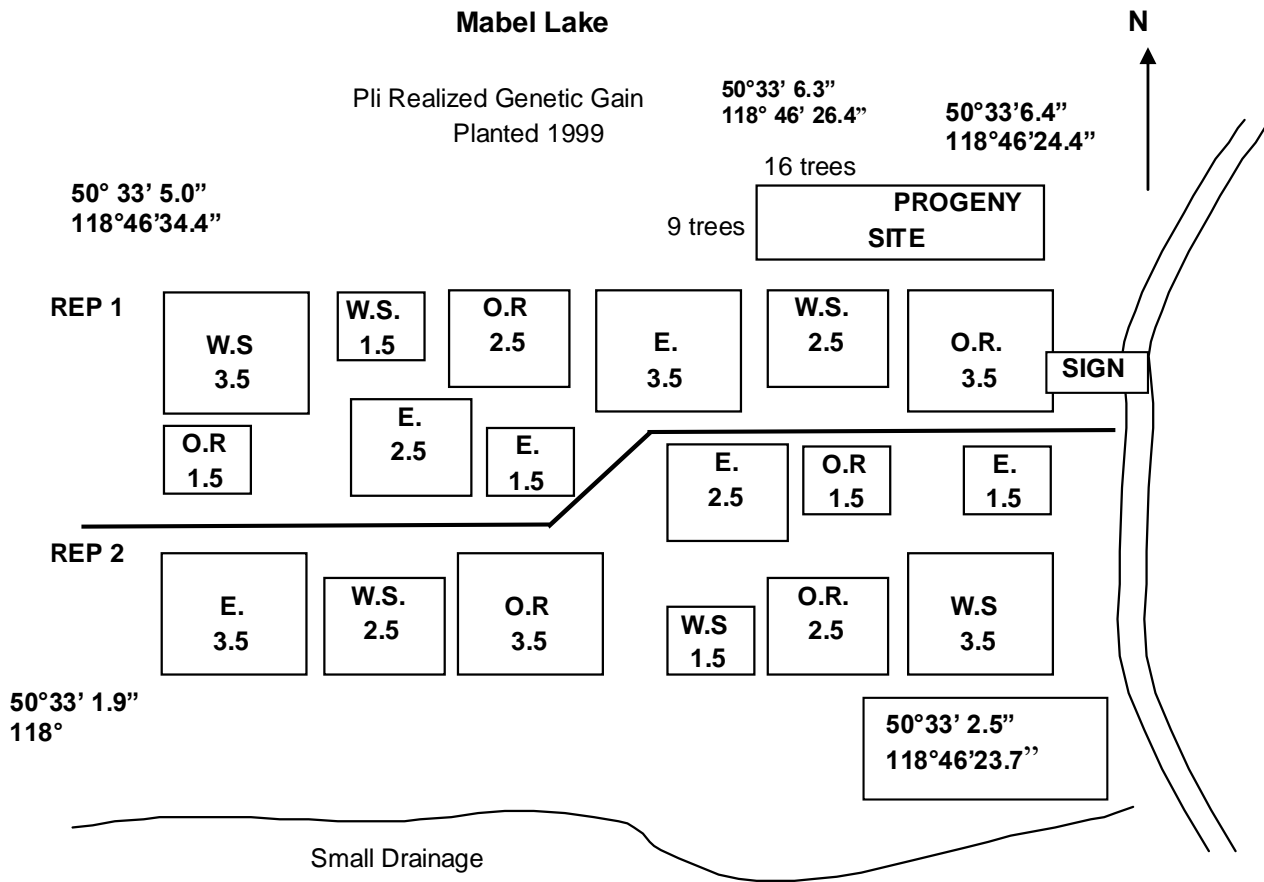 Mabel Lake
N
Pli Realized Genetic Gain
Planted 1999
50°33’ 6.3”
118° 46’ 26.4”
50°33’6.4”
118°46’24.4”
16 trees
50° 33’ 5.0”
118°46’34.4”
9 trees
PROGENY
SITE
REP 1
W.S
3.5
W.S.
1.5
O.R
2.5
E.
3.5
W.S.
2.5
O.R.
3.5
SIGN
O.R
1.5
E.
2.5
E.
1.5
E.
2.5
O.R
1.5
E.
1.5
REP 2
E.
3.5
W.S.
2.5
O.R
3.5
W.S
1.5
O.R.
2.5
W.S
3.5
50°33’ 1.9”
118°
50°33’ 2.5”
118°46’23.7”
Small Drainage